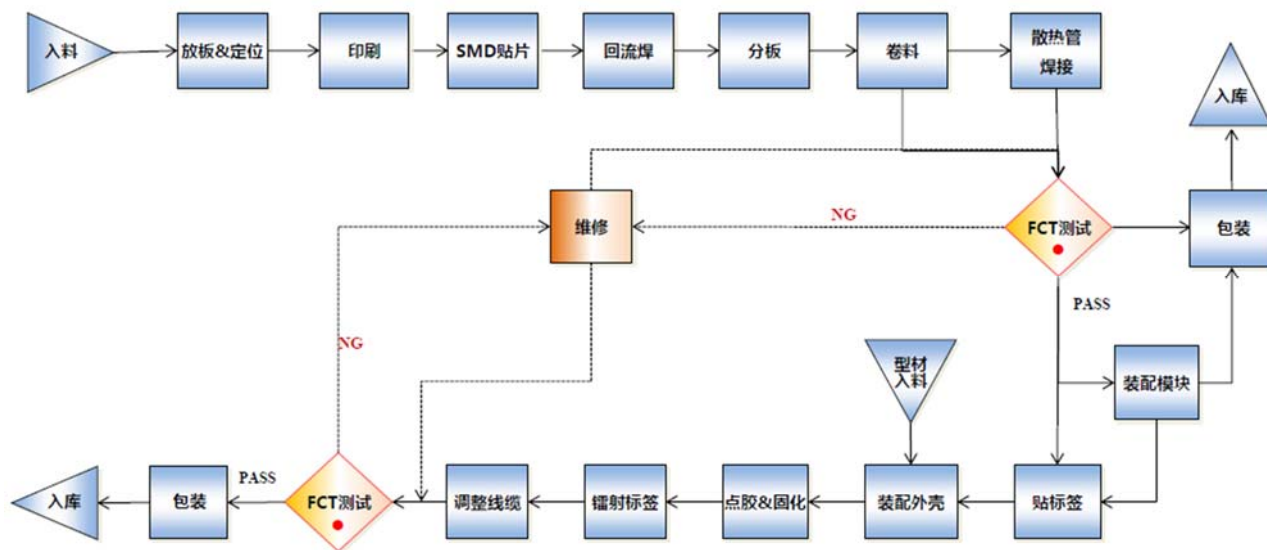 入料
放板&定位
印刷
SMD贴片
回流焊
分板
卷料
散热管
焊接
入库
维修
NG
FCT测试
包装
PASS
NG
型材
入料
装配模块
入库
包装
PASS
FCT测试
调整线缆
镭射标签
点胶&固化
装配外壳
贴标签